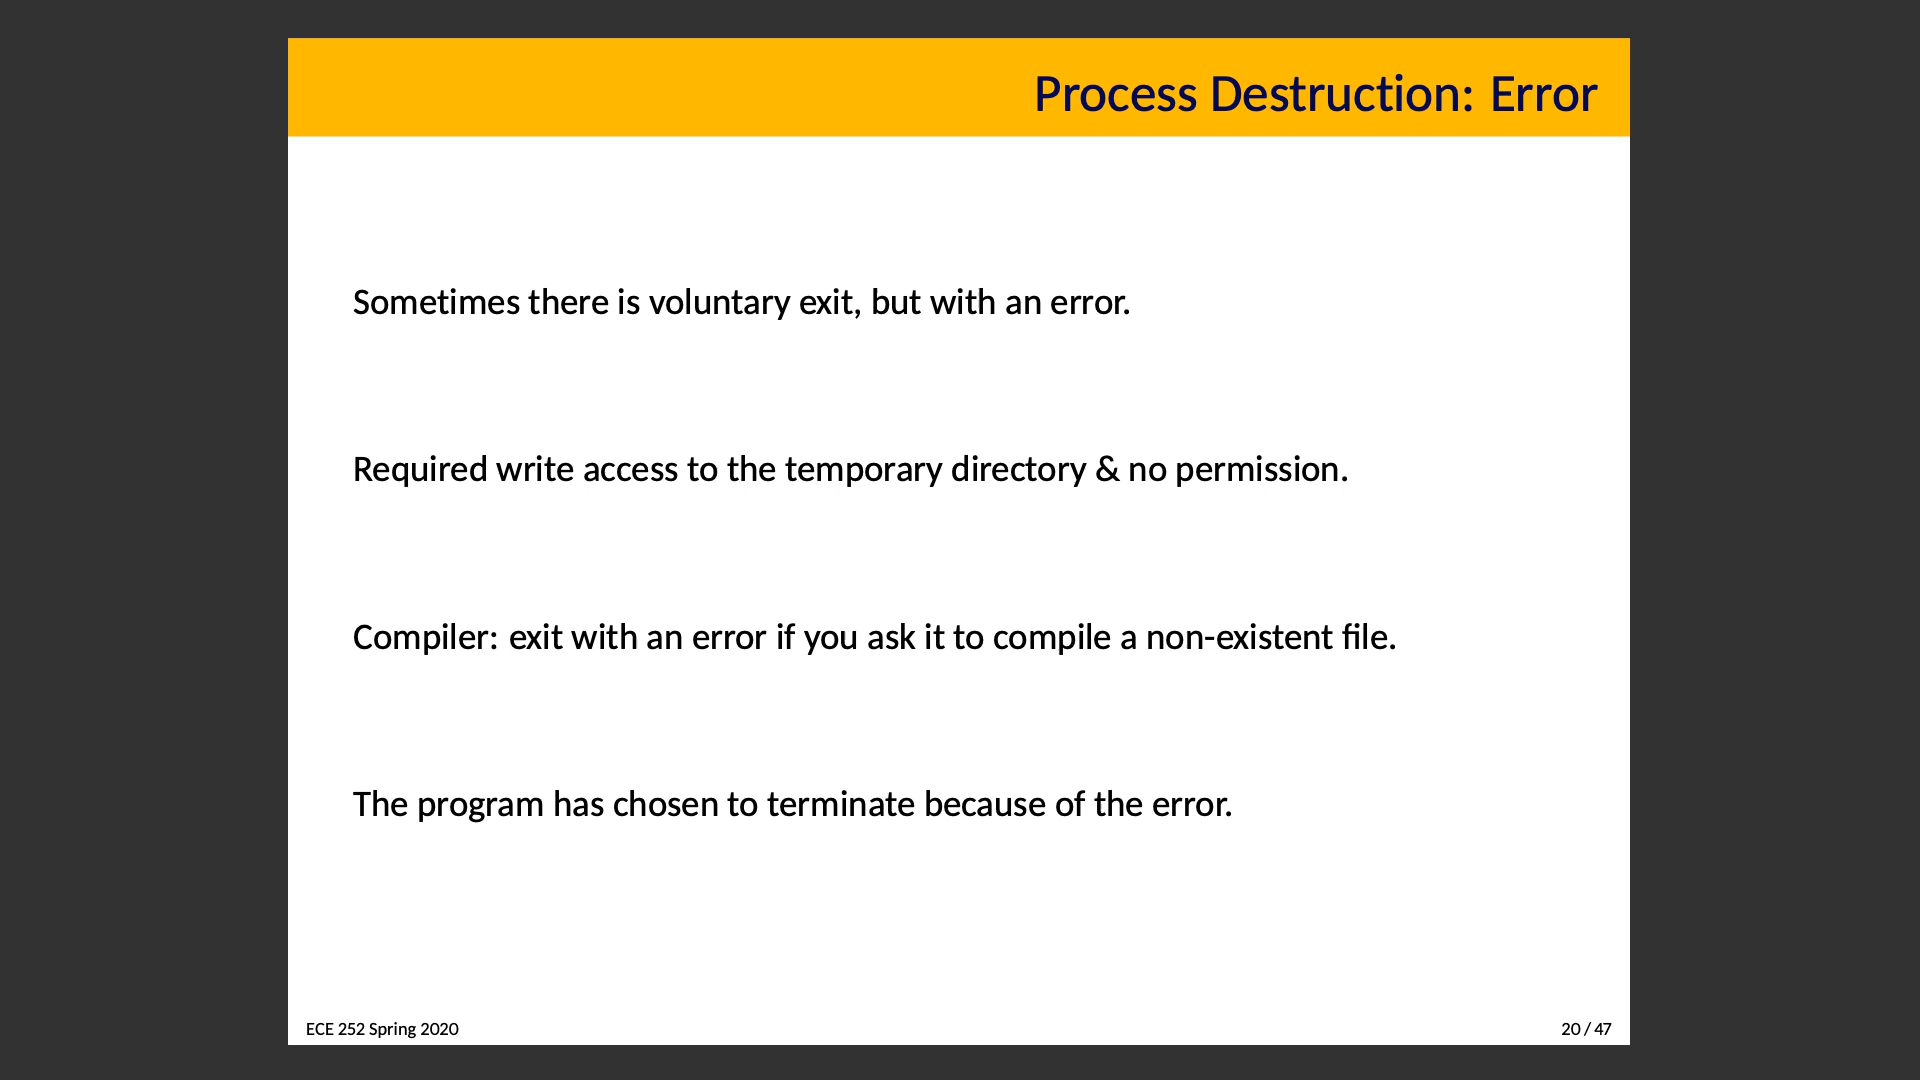 Process Destruction: Error
Sometimes there is voluntary exit, but with an error.
Required write access to the temporary directory & no permission.
Compiler: exit with an error if you ask it to compile a non-existent file.
The program has chosen to terminate because of the error.
ECE 252 Spring 2020
20 / 47